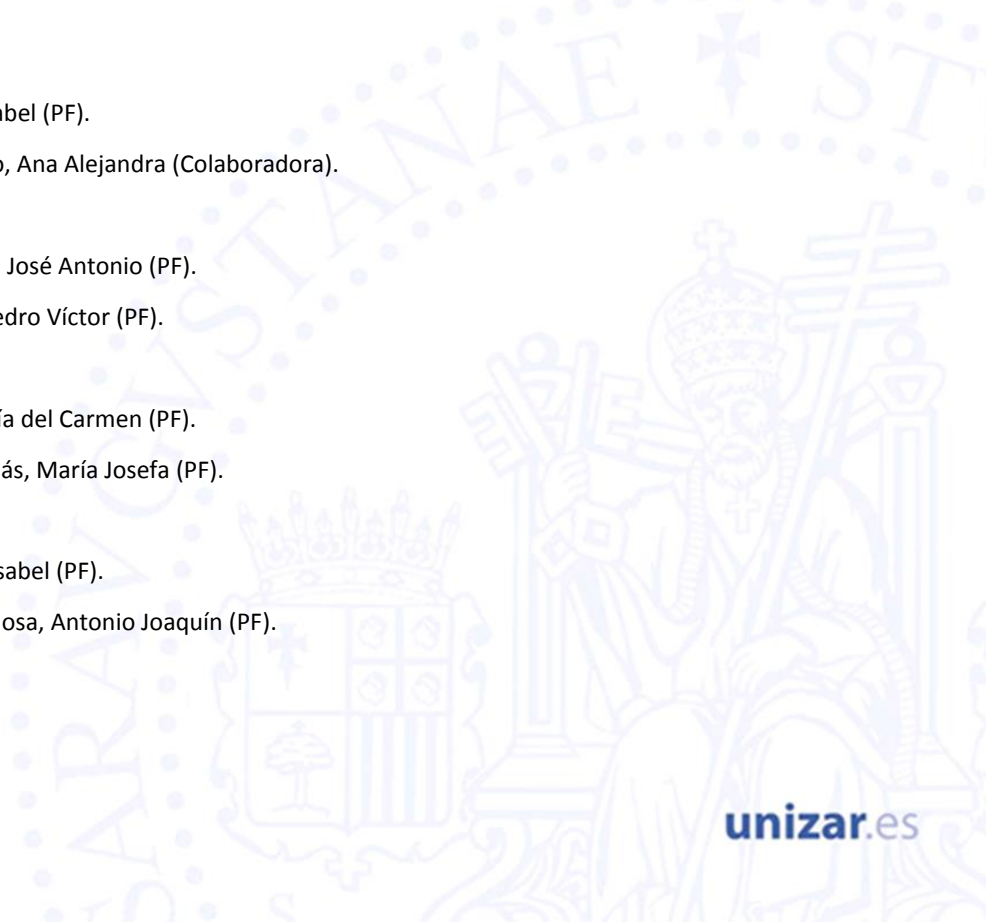 abel (PF).
o, Ana Alejandra (Colaboradora).
José Antonio (PF).
edro Víctor (PF).
ía del Carmen (PF).
ás, María Josefa (PF).
sabel (PF).
osa, Antonio Joaquín (PF).
unizar.es